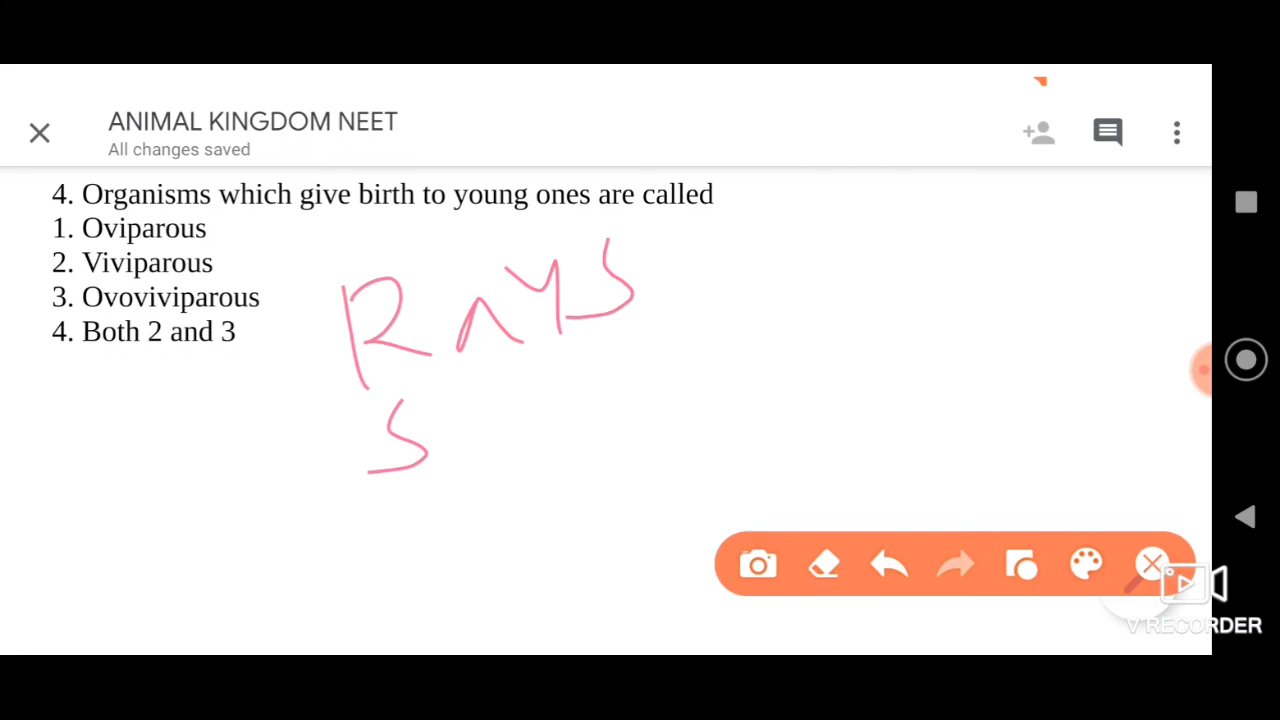 ANIMAL KINGDOM NEET
All changes saved
4. Organisms which give birth to young ones are called
1. Oviparous
2. Viviparous
3. Ovoviviparous
4. Both 2 and 3
RAYS
S
V RECORDER